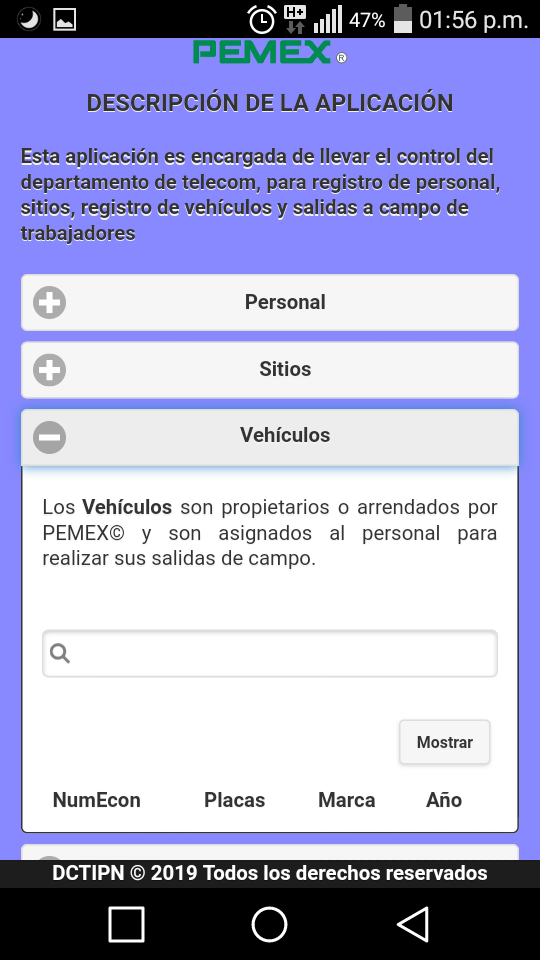 H+ 47% 01:56 p.m.
PEMEX ®
DESCRIPCIÓN DE LA APLICACIÓN
Esta aplicación es encargada de llevar el control del
departamento de telecom, para registro de personal,
sitios, registro de vehículos y salidas a campo de
trabajadores
Personal
Sitios
Vehículos
Los Vehículos son propietarios o arrendados por
PEMEX© y son asignados al personal para
realizar sus salidas de campo.
Mostrar
NumEcon Placas Marca Año
DCTIPN © 2019 Todos los derechos reservados